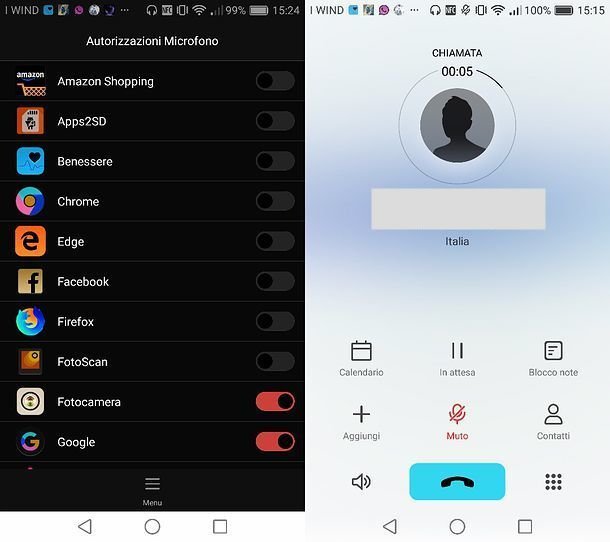 I WIND ... 99% 15:24
Autorizzazioni Microfono
amazon
Amazon Shopping
Apps2SD
Benessere
Chrome
Edge
Facebook
Firefox
FotoScan
Fotocamera
Google
Menu
I WIND ... 100% 15:15
CHIAMATA
00:05
Italia
Calendario
In attesa
Blocco note
Aggiungi
Muto
Contatti